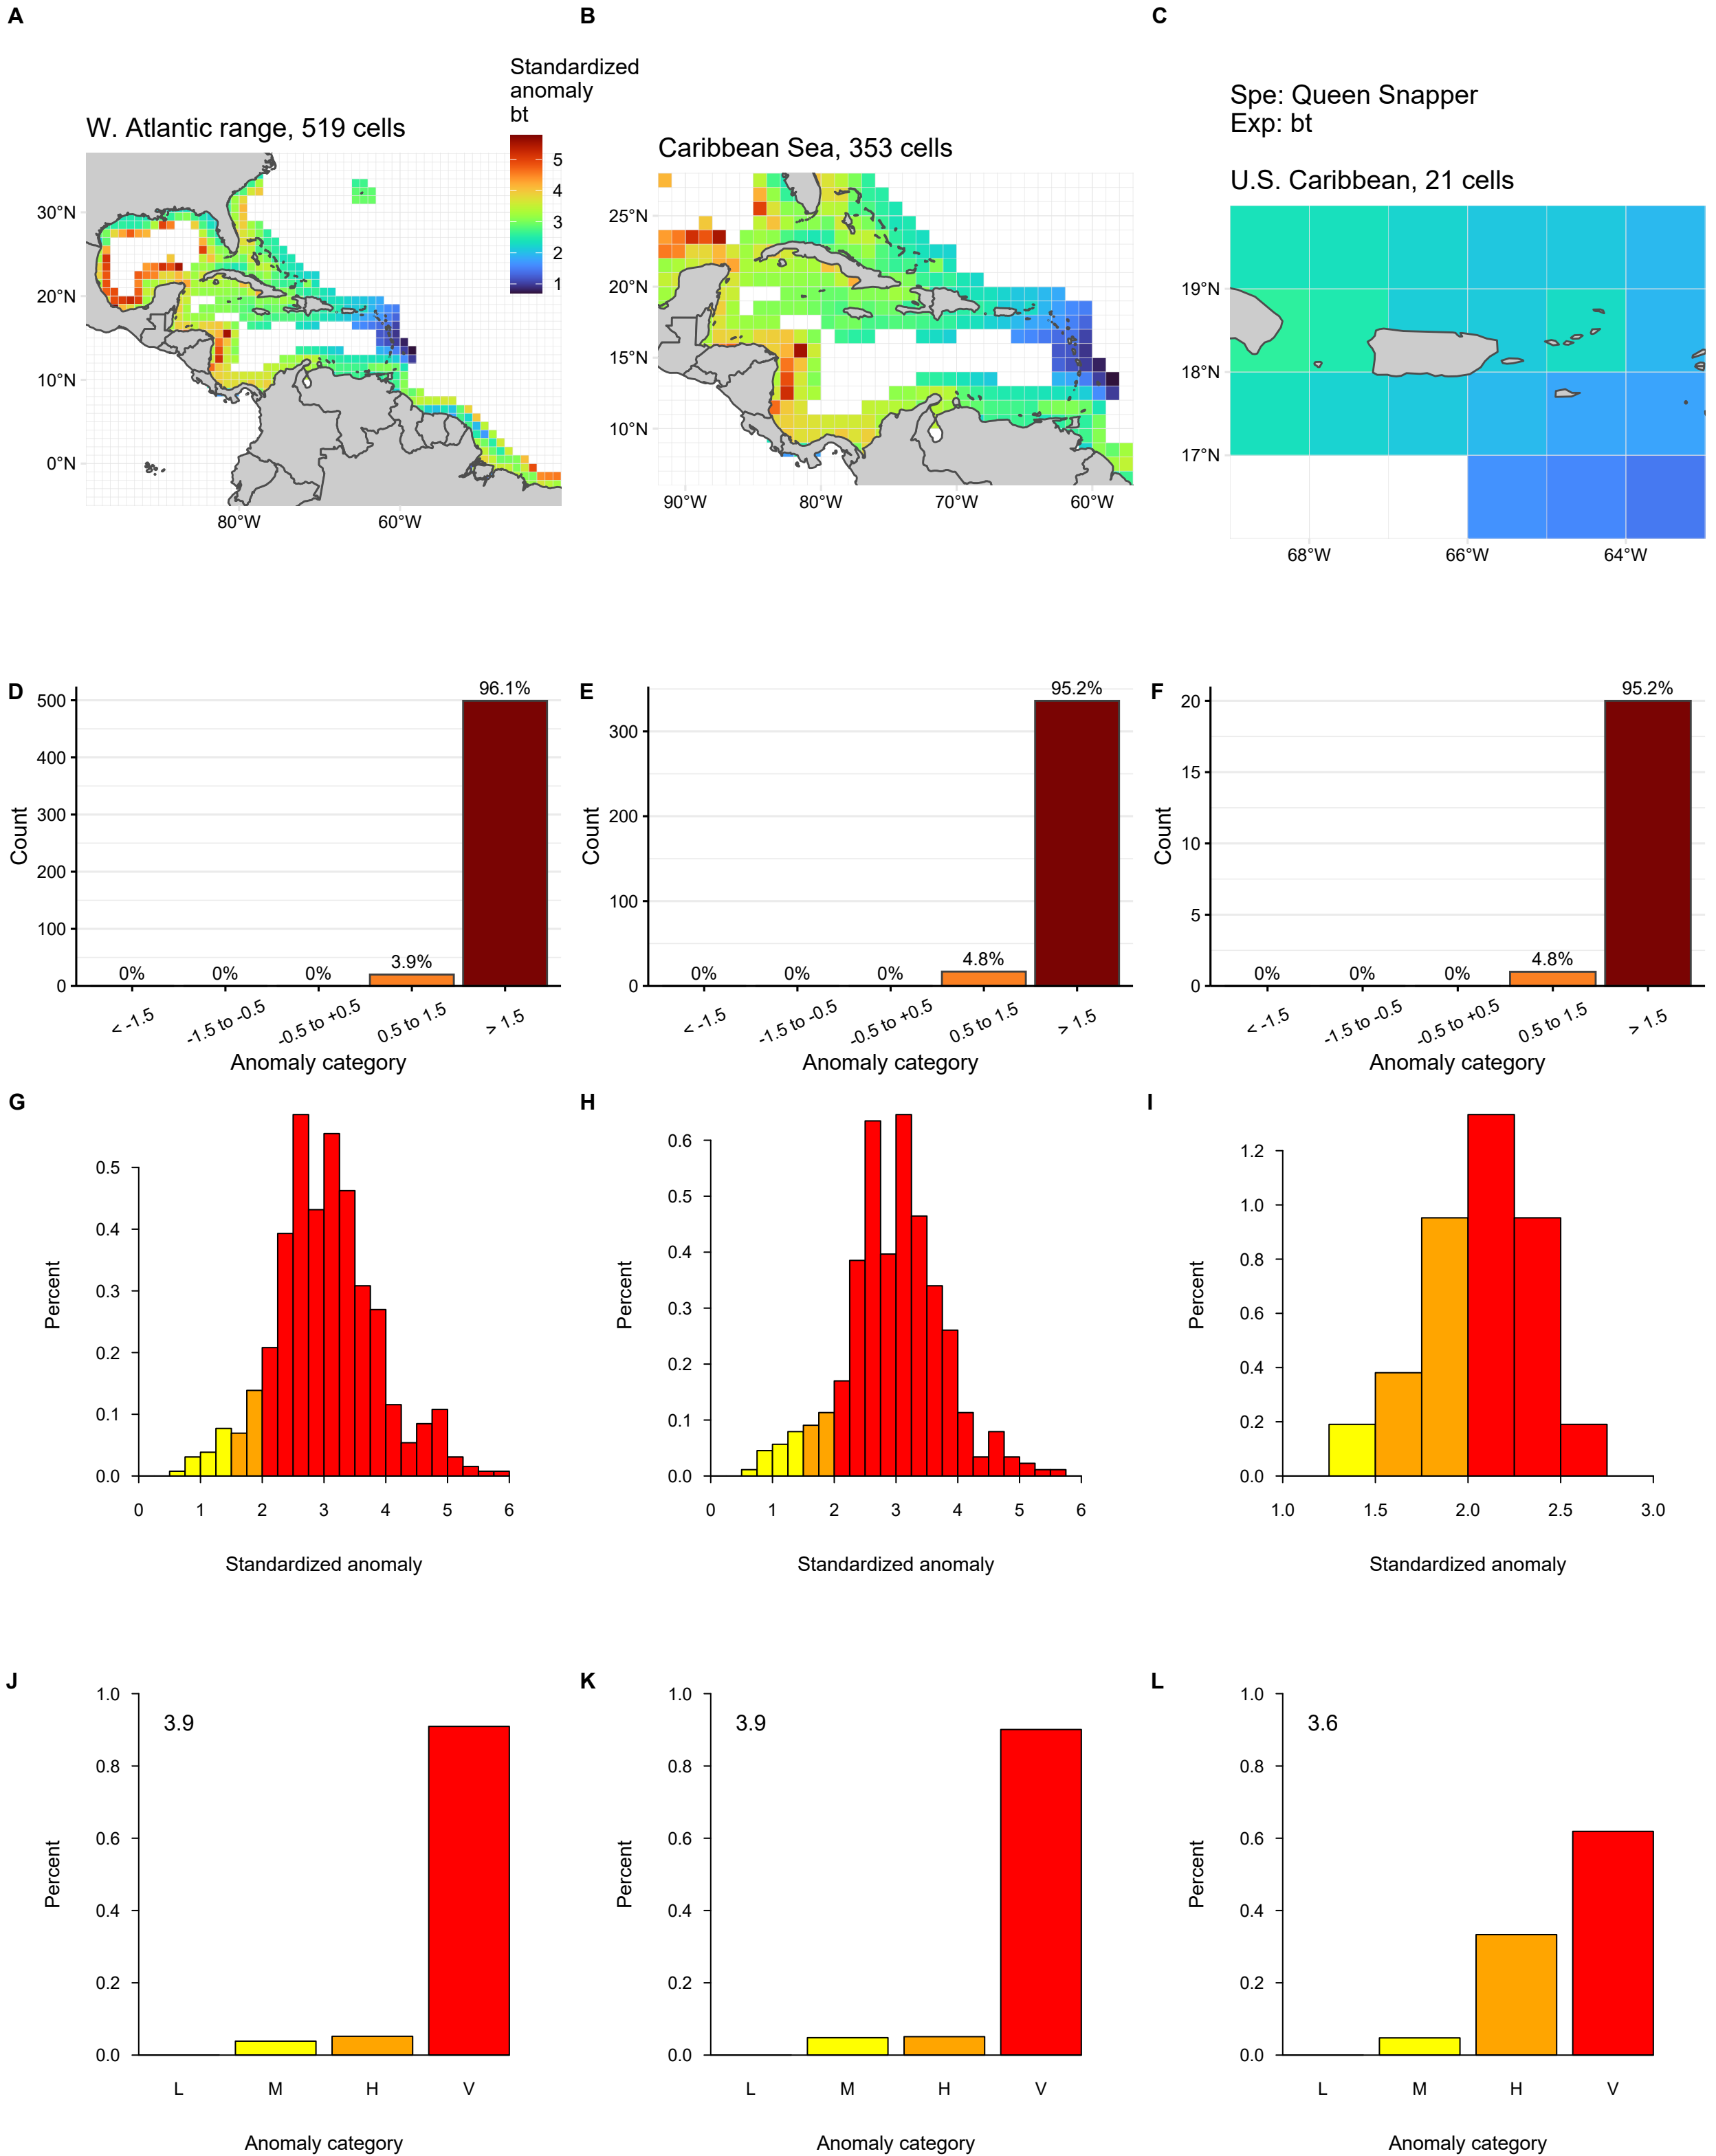 A
B
C
Standardized
anomaly
bt
5
4
3
2
1
W. Atlantic range, 519 cells
30°N
20°N
10°N
0°N
80°W
60°W
Caribbean Sea, 353 cells
25°N
20°N
15°N
10°N
90°W
80°W
70°W
60°W
Spe: Queen Snapper
Exp: bt
U.S. Caribbean, 21 cells
19°N
18°N
17°N
68°W
66°W
64°W
D
Count
500
400
300
200
100
0
0%
0%
0%
3.9%
96.1%
< -1.5
-1.5 to -0.5
-0.5 to +0.5
0.5 to 1.5
> 1.5
Anomaly category
E
Count
300
200
100
0
0%
0%
0%
4.8%
95.2%
< -1.5
-1.5 to -0.5
-0.5 to +0.5
0.5 to 1.5
> 1.5
Anomaly category
F
Count
20
15
10
5
0
0%
0%
0%
4.8%
95.2%
< -1.5
-1.5 to -0.5
-0.5 to +0.5
0.5 to 1.5
> 1.5
Anomaly category
G
Percent
0.5
0.4
0.3
0.2
0.1
0.0
0
1
2
3
4
5
6
Standardized anomaly
H
Percent
0.6
0.5
0.4
0.3
0.2
0.1
0.0
0
1
2
3
4
5
6
Standardized anomaly
I
Percent
1.2
1.0
0.8
0.6
0.4
0.2
0.0
1.0
1.5
2.0
2.5
3.0
Standardized anomaly
J
Percent
1.0
0.8
0.6
0.4
0.2
0.0
3.9
L
M
H
V
Anomaly category
K
Percent
1.0
0.8
0.6
0.4
0.2
0.0
3.9
L
M
H
V
Anomaly category
L
Percent
1.0
0.8
0.6
0.4
0.2
0.0
3.6
L
M
H
V
Anomaly category